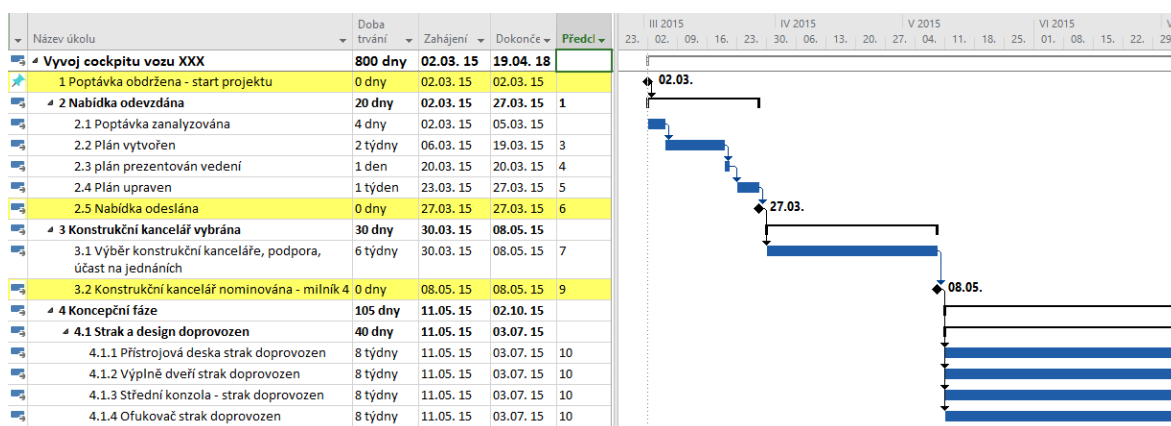 Název úkolu Doba trvání Zahájení Dokonče Předcl
III 2015 IV 2015 V 2015 VI 2015 V
23. 02. 09. 16. 23. 30. 06. 13. 20. 27. 04. 11. 18. 25. 01. 08. 15. 22. 29
Vyvoj cockpitu vozu XXX 800 dny 02.03. 15 19.04. 18
1 Poptávka obdržena - start projektu 0 dny 02.03. 15 02.03. 15 02.03.
2 Nabídka odevzdána 20 dny 02.03. 15 27.03. 15 1
2.1 Poptávka zanalyzována 4 dny 02.03. 15 05.03. 15
2.2 Plán vytvořen 2 týdny 06.03. 15 19.03. 15 3
2.3 plán prezentován vedení 1 den 20.03. 15 20.03. 15 4
2.4 Plán upraven 1 týden 23.03. 15 27.03. 15 5
2.5 Nabídka odeslána 0 dny 27.03. 15 27.03. 15 6 27.03.
3 Konstrukční kancelář vybrána 30 dny 30.03. 15 08.05. 15
3.1 Výběr konstrukční kanceláře, podpora, 6 týdny 30.03. 15 08.05. 15 7
účast na jednáních
3.2 Konstrukční kancelář nominována - milník 4 0 dny 08.05. 15 08.05. 15 9 08.05.
4 Koncepční fáze 105 dny 11.05. 15 02.10. 15
4.1 Strak a design doprovozen 40 dny 11.05. 15 03.07. 15
4.1.1 Přístrojová deska strak doprovozen 8 týdny 11.05. 15 03.07. 15 10
4.1.2 Výplně dveří strak doprovozen 8 týdny 11.05. 15 03.07. 15 10
4.1.3 Střední konzola - strak doprovozen 8 týdny 11.05. 15 03.07. 15 10
4.1.4 Ofukovač strak doprovozen 8 týdny 11.05. 15 03.07. 15 10